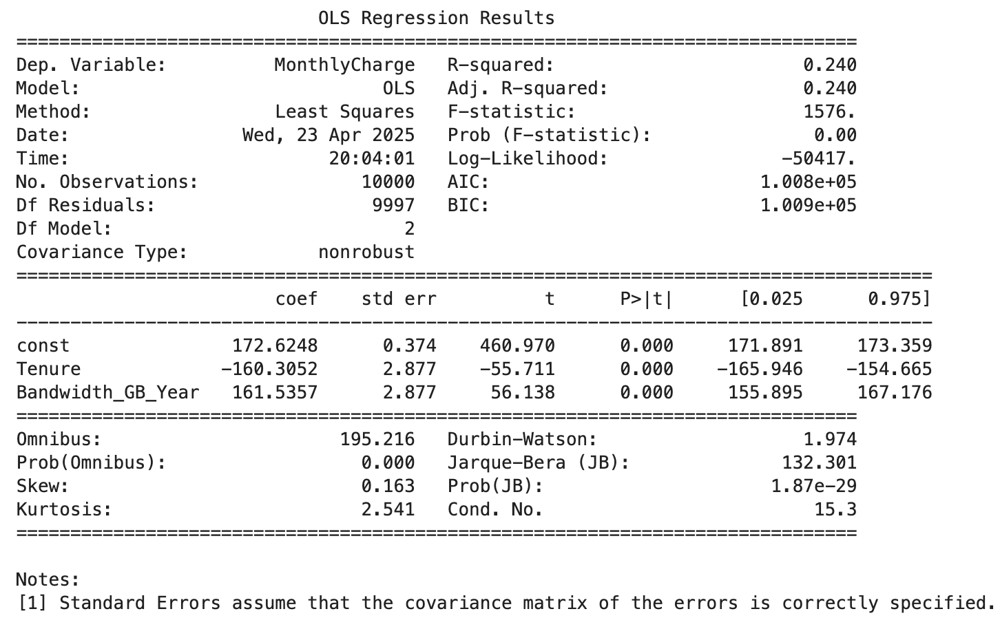 OLS Regression Results
==============================================================================
Dep. Variable:          MonthlyCharge   R-squared:                       0.240
Model:                            OLS   Adj. R-squared:                  0.240
Method:                 Least Squares   F-statistic:                     1576.
Date:                Wed, 23 Apr 2025   Prob (F-statistic):               0.00
Time:                        20:04:01   Log-Likelihood:                -50417.
No. Observations:               10000   AIC:                         1.008e+05
Df Residuals:                    9997   BIC:                         1.009e+05
Df Model:                           2
Covariance Type:            nonrobust
=====================================================================================
                        coef    std err          t      P>|t|      [0.025      0.975]
-------------------------------------------------------------------------------------
const               172.6248      0.374    460.970      0.000     171.891     173.359
Tenure             -160.3052      2.877    -55.711      0.000    -165.946    -154.665
Bandwidth_GB_Year   161.5357      2.877     56.138      0.000     155.895     167.176
==============================================================================
Omnibus:                      195.216   Durbin-Watson:                   1.974
Prob(Omnibus):                  0.000   Jarque-Bera (JB):              132.301
Skew:                           0.163   Prob(JB):                     1.87e-29
Kurtosis:                       2.541   Cond. No.                         15.3
==============================================================================

Notes:
[1] Standard Errors assume that the covariance matrix of the errors is correctly specified.